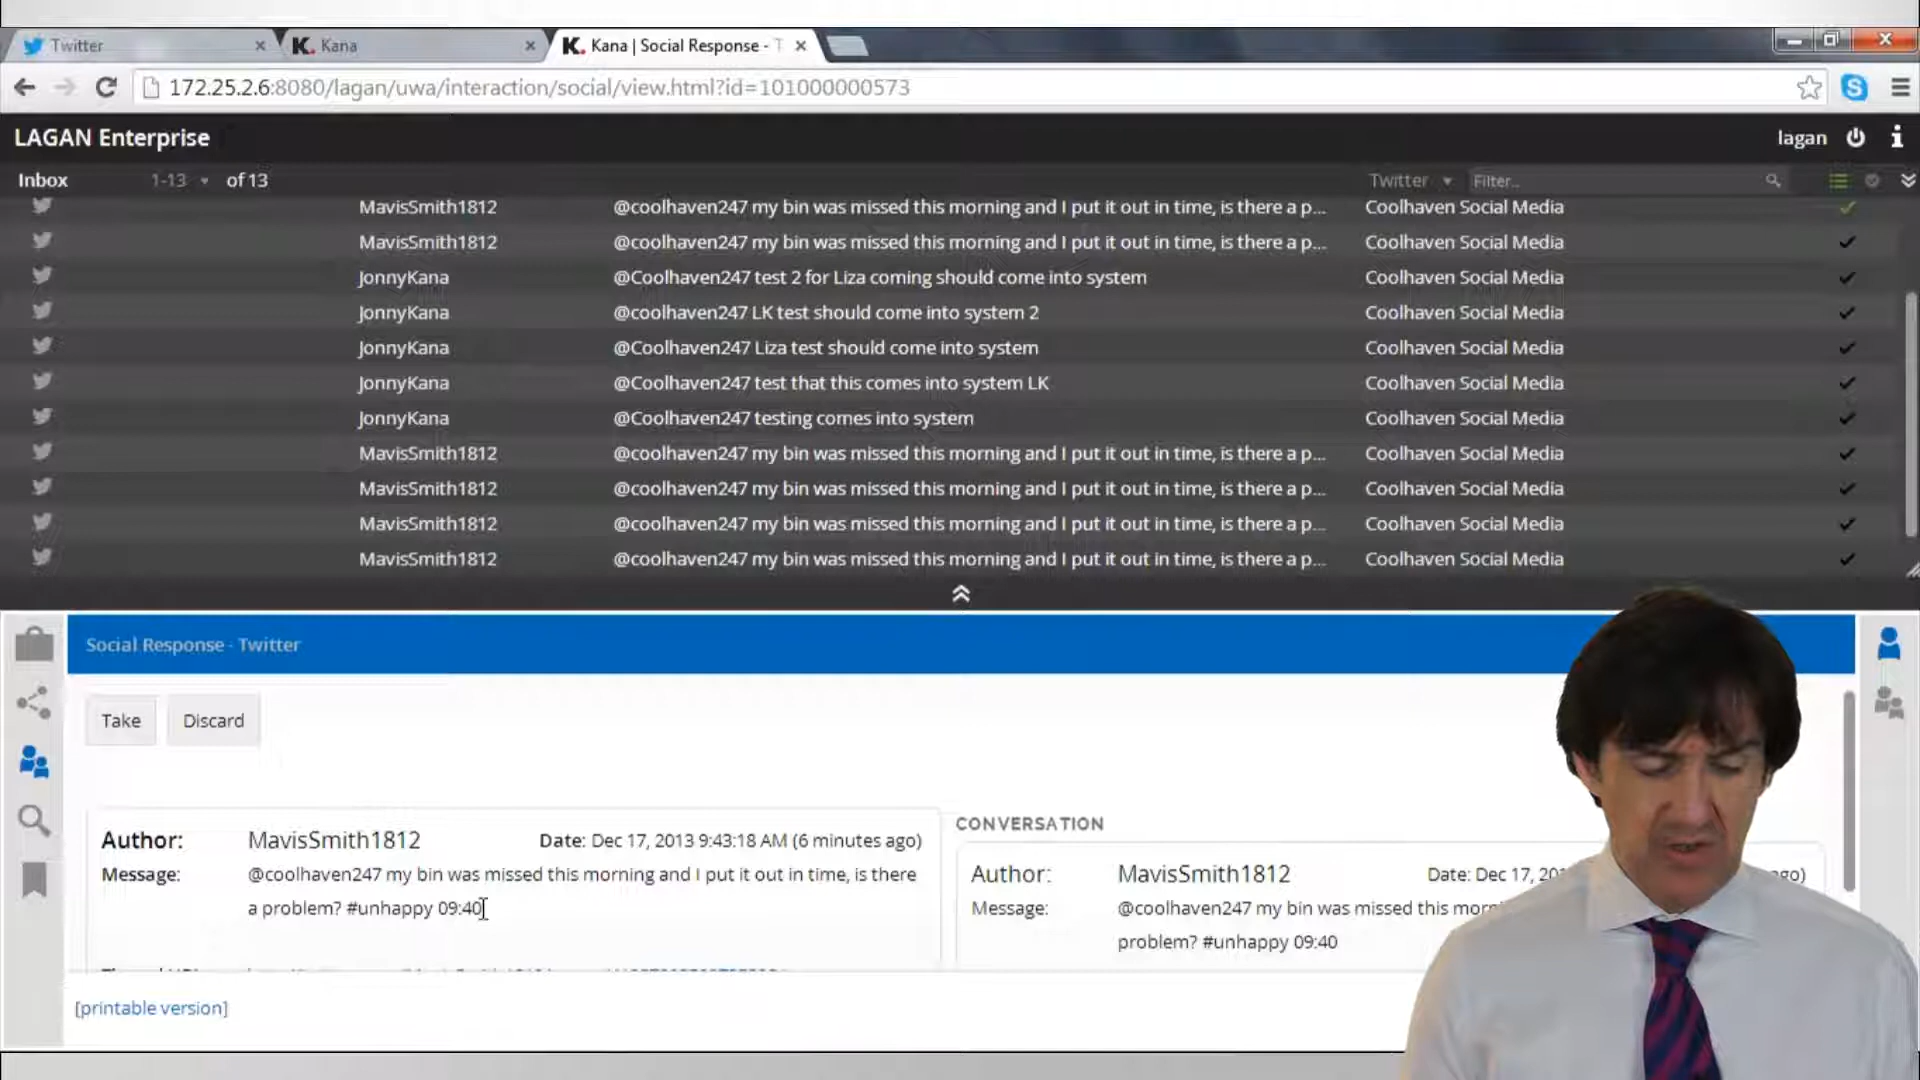 Twitter
K. Kana
K. Kana | Social Response - T
172.25.2.6:8080/lagan/uwa/interaction/social/view.html?id=101000000573
S
LAGAN Enterprise
lagan
Inbox 1-13 of 13
Twitter Filter...
MavisSmith1812 @coolhaven247 my bin was missed this morning and I put it out in time, is there a p... Coolhaven Social Media
MavisSmith1812 @coolhaven247 my bin was missed this morning and I put it out in time, is there a p... Coolhaven Social Media
JonnyKana @Coolhaven247 test 2 for Liza coming should come into system Coolhaven Social Media
JonnyKana @coolhaven247 LK test should come into system 2 Coolhaven Social Media
JonnyKana @Coolhaven247 Liza test should come into system Coolhaven Social Media
JonnyKana @Coolhaven247 test that this comes into system LK Coolhaven Social Media
JonnyKana @Coolhaven247 testing comes into system Coolhaven Social Media
MavisSmith1812 @coolhaven247 my bin was missed this morning and I put it out in time, is there a p... Coolhaven Social Media
MavisSmith1812 @coolhaven247 my bin was missed this morning and I put it out in time, is there a p... Coolhaven Social Media
MavisSmith1812 @coolhaven247 my bin was missed this morning and I put it out in time, is there a p... Coolhaven Social Media
MavisSmith1812 @coolhaven247 my bin was missed this morning and I put it out in time, is there a p... Coolhaven Social Media
Social Response - Twitter
Take Discard
Author: MavisSmith1812 Date: Dec 17, 2013 9:43:18 AM (6 minutes ago)
Message: @coolhaven247 my bin was missed this morning and I put it out in time, is there
a problem? #unhappy 09:40
CONVERSATION
Author: MavisSmith1812 Date: Dec 17, ago)
Message: @coolhaven247 my bin was missed this
problem? #unhappy 09:40
[printable version]